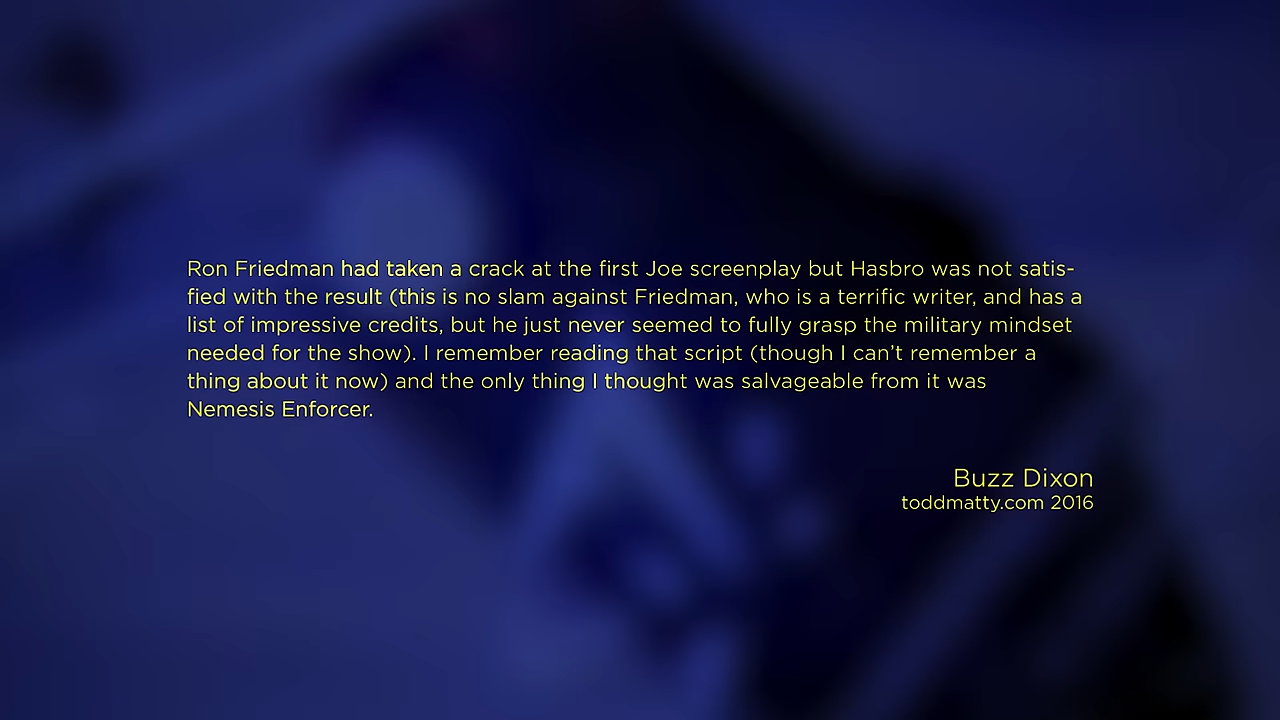 Ron Friedman had taken a crack at the first Joe screenplay but Hasbro was not satis-
fied with the result (this is no slam against Friedman, who is a terrific writer, and has a
list of impressive credits, but he just never seemed to fully grasp the military mindset
needed for the show). I remember reading that script (though I can’t remember a
thing about it now) and the only thing I thought was salvageable from it was
Nemesis Enforcer.
Buzz Dixon
toddmatty.com 2016